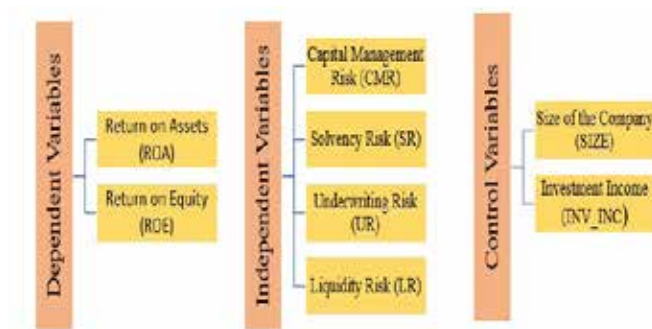 Dependent Variables
Return on Assets
(ROA)
Return on Equity
(ROE)
Independent Variables
Capital Management
Risk (CMR)
Solvency Risk (SR)
Underwriting Risk
(UR)
Liquidity Risk (LR)
Control Variables
Size of the Company
(SIZE)
Investment Income
(INV_INC)